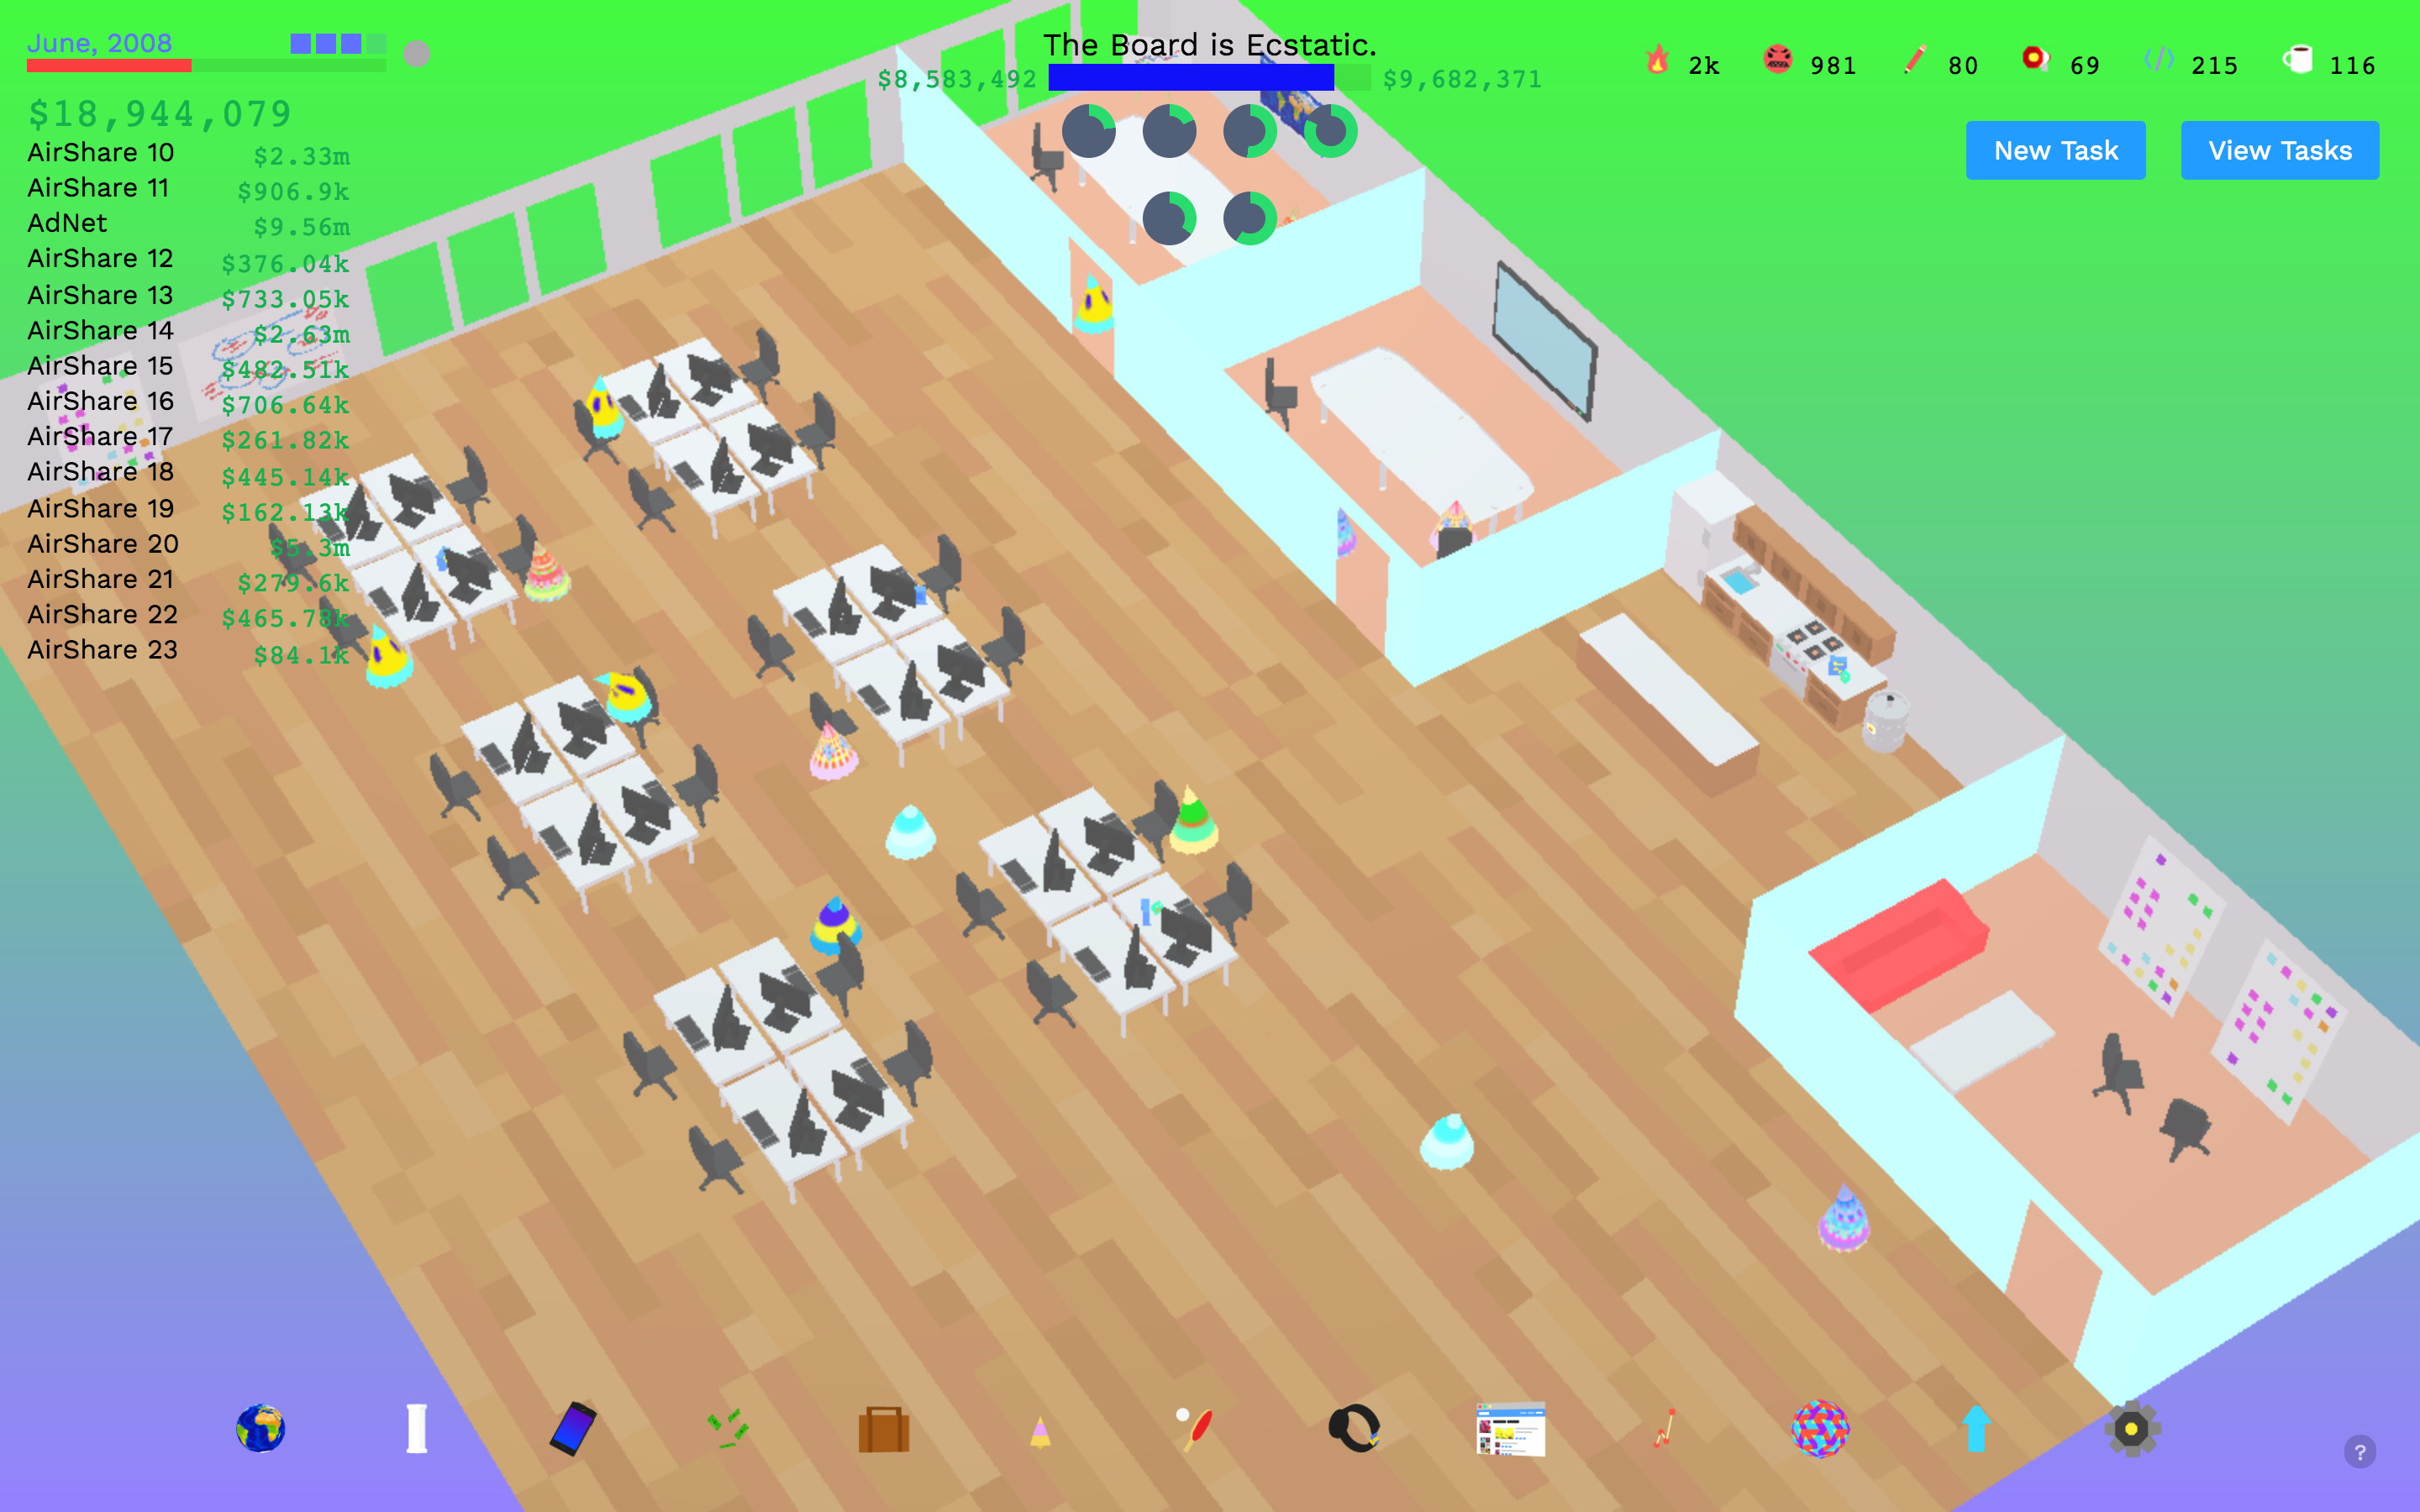 June, 2008
The Board is Ecstatic.
$8,583,492 $9,682,371
2k 981 80 69 215 116
New Task View Tasks
$18,944,079
AirShare 10 $2.33m
AirShare 11 $906.9k
AdNet $9.56m
AirShare 12 $376.04k
AirShare 13 $733.05k
AirShare 14 $2.63m
AirShare 15 $482.51k
AirShare 16 $706.64k
AirShare 17 $261.82k
AirShare 18 $445.14k
AirShare 19 $162.13k
AirShare 20 $5.3m
AirShare 21 $279.6k
AirShare 22 $465.78k
AirShare 23 $84.1k
?